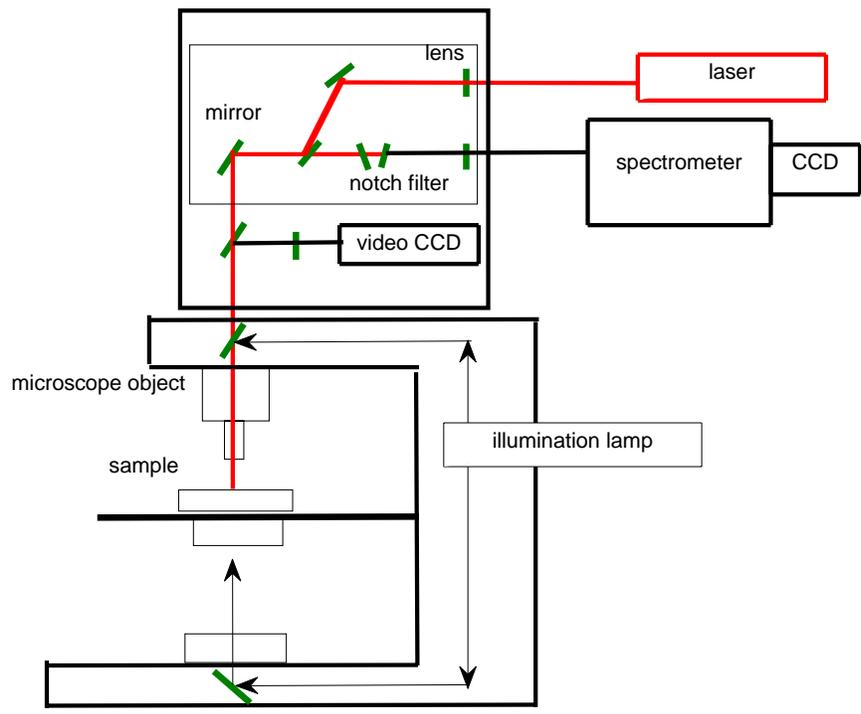 lens
laser
mirror
spectrometer
CCD
notch filter
video CCD
microscope object
illumination lamp
sample